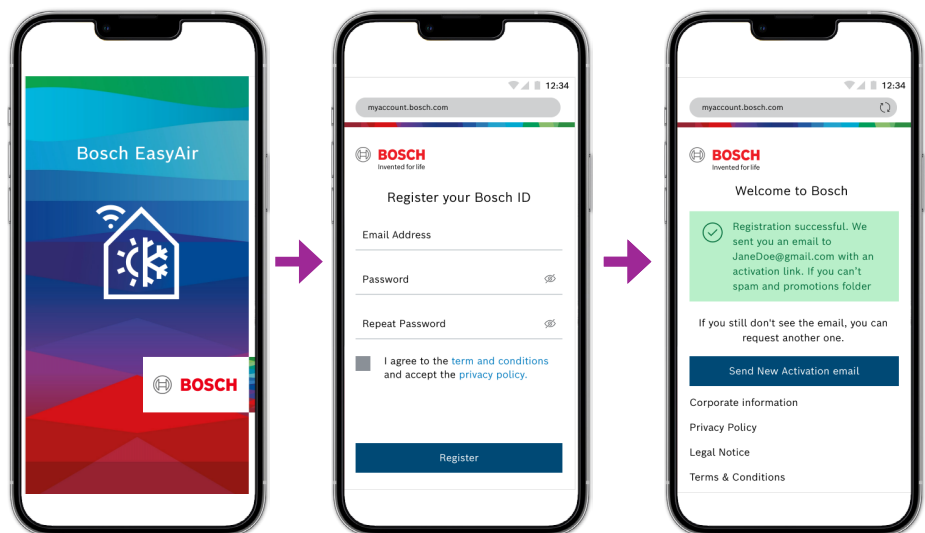 Bosch EasyAir
BOSCH
12:34
myaccount.bosch.com
BOSCH
Invented for life
Register your Bosch ID
Email Address
Password
Repeat Password
I agree to the term and conditions
and accept the privacy policy.
Register
12:34
myaccount.bosch.com
BOSCH
Invented for life
Welcome to Bosch
Registration successful. We
sent you an email to
JaneDoe@gmail.com with an
activation link. If you can't
spam and promotions folder
If you still don't see the email, you can
request another one.
Send New Activation email
Corporate information
Privacy Policy
Legal Notice
Terms & Conditions